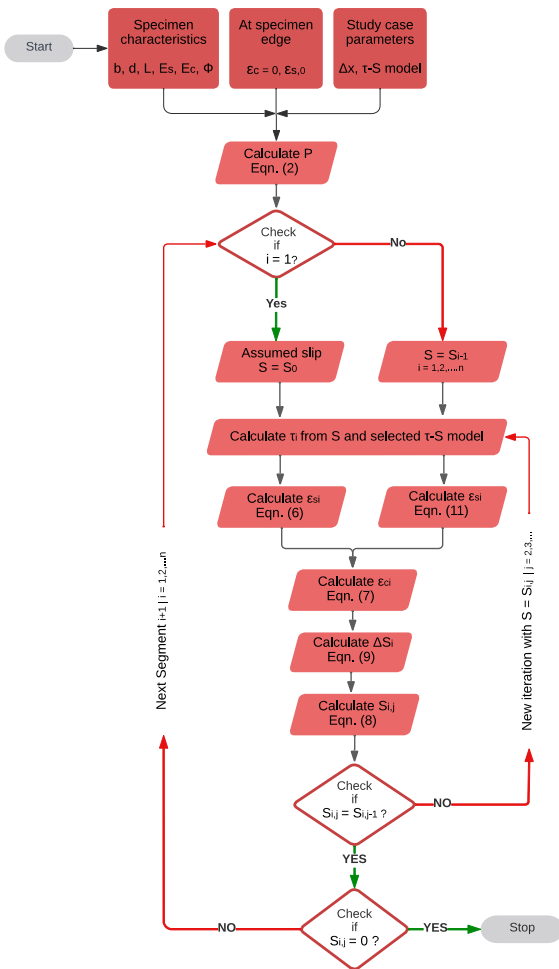 Start
Specimen
characteristics
b, d, L, Es, Ec, Φ
At specimen
edge
εc = 0, εs,0
Study case
parameters
Δx, τ-S model
Calculate P
Eqn. (2)
Check
if
i = 1?
No
Yes
Assumed slip
S = S0
S = Si-1
i = 1,2,....n
Calculate τi from S and selected τ-S model
Calculate εsi
Eqn. (6)
Calculate εsi
Eqn. (11)
Calculate εci
Eqn. (7)
Calculate ΔSi
Eqn. (9)
Calculate Si,j
Eqn. (8)
Check
if
Si,j = Si,j-1 ?
NO
New iteration with S = Si,j | j = 2,3,...
YES
Check
if
Si,j = 0 ?
NO
Next Segment i+1 | i = 1,2,....n
YES
Stop